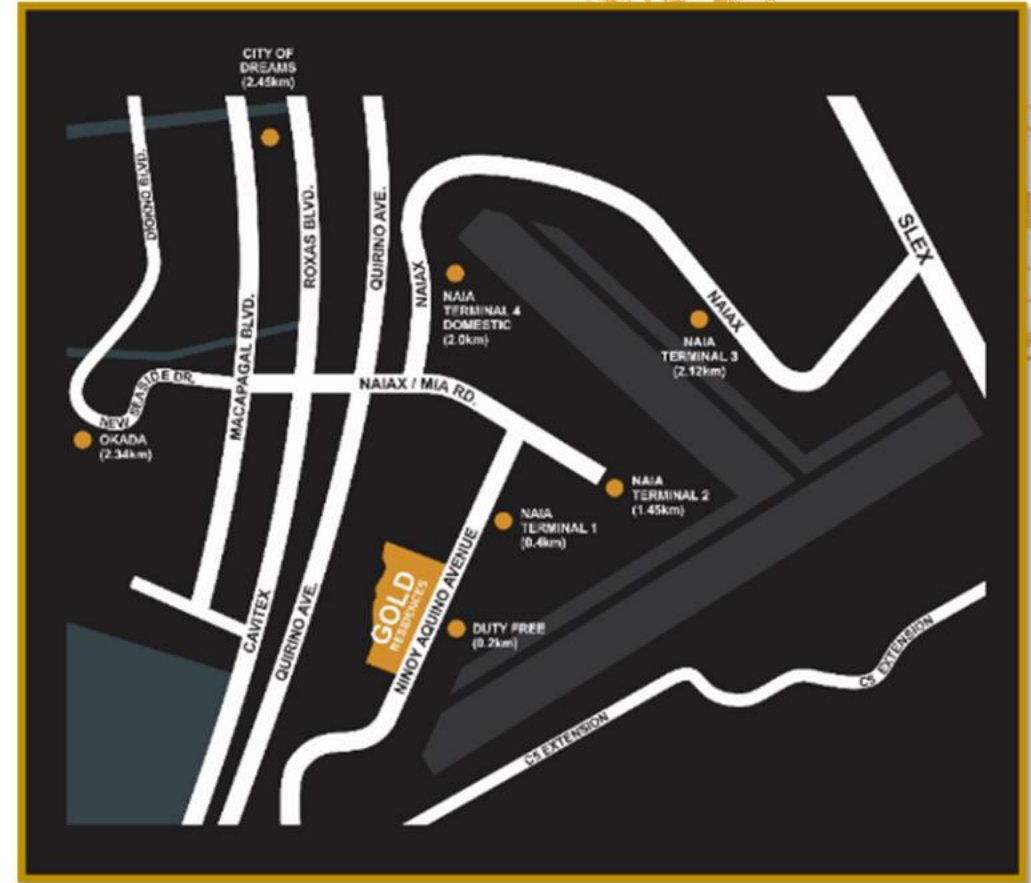 CITY OF
DREAMS
(2.45km)
DIOKNO BLVD.
MACAPAGAL BLVD.
ROXAS BLVD.
QUIRINO AVE.
NAIAX
NAIA
TERMINAL 4
DOMESTIC
(2.0km)
NAIAX
NAIA
TERMINAL 3
(2.12km)
SLEX
NEW SEASIDE DR.
NAIAX / MIA RD.
OKADA
(2.34km)
NAIA
TERMINAL 2
(1.45km)
NAIA
TERMINAL 1
(0.4km)
GOLD
RESIDENCES
NINOY AQUINO AVENUE
DUTY FREE
(0.2km)
CAVITEX
QUIRINO AVE.
C5 EXTENSION
C5 EXTENSION